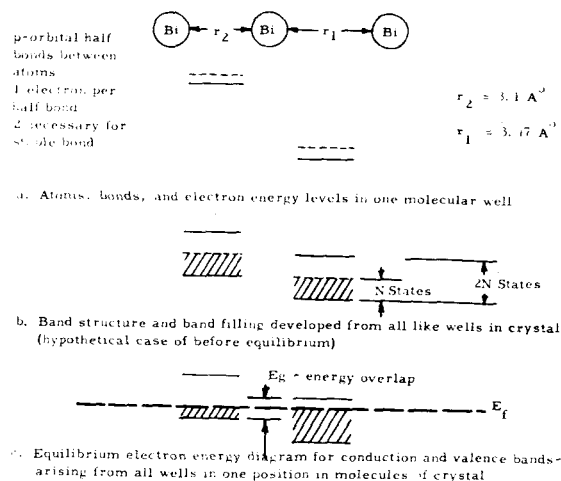 Bi r₂ Bi r₁ Bi
p-orbital half
bonds between
atoms
1 electron per
half bond
2 necessary for
stable bond
r₂ = 3.1 A°
r₁ = 3.47 A°
a. Atoms, bonds, and electron energy levels in one molecular well
N States
2N States
b. Band structure and band filling developed from all like wells in crystal
(hypothetical case of before equilibrium)
Eg - energy overlap
E_f
c. Equilibrium electron energy diagram for conduction and valence bands-
arising from all wells in one position in molecules of crystal